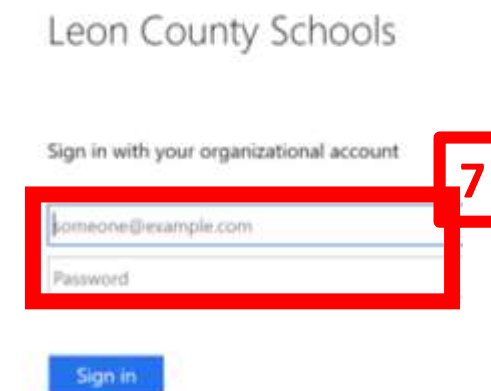 Leon County Schools
Sign in with your organizational account
7
someone@example.com
Password
Sign in